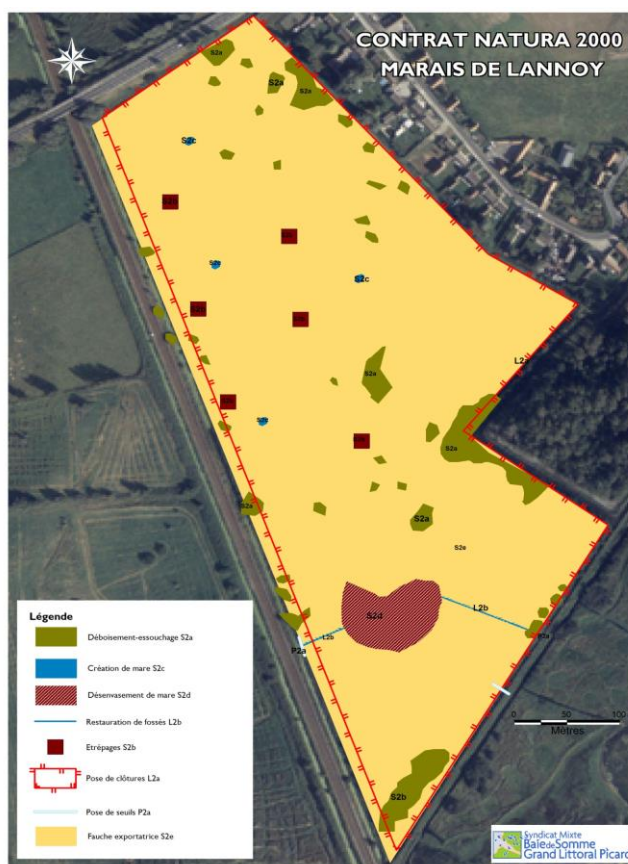 CONTRAT NATURA 2000
MARAIS DE LANNOY
S2a
S2a
S2a
S2c
S2c
L2a
S2a
S2a
S2a
S2a
S2e
S2d
L2b
L2b
P2a
P2a
S2b
0 50 100
Mètres
Légende
Déboisement-essouchage S2a
Création de mare S2c
Désenvasement de mare S2d
Restauration de fossés L2b
Etrépages S2b
Pose de clôtures L2a
Pose de seuils P2a
Fauche exportatrice S2e
Syndicat Mixte
Baie de Somme
Grand Littoral Picard